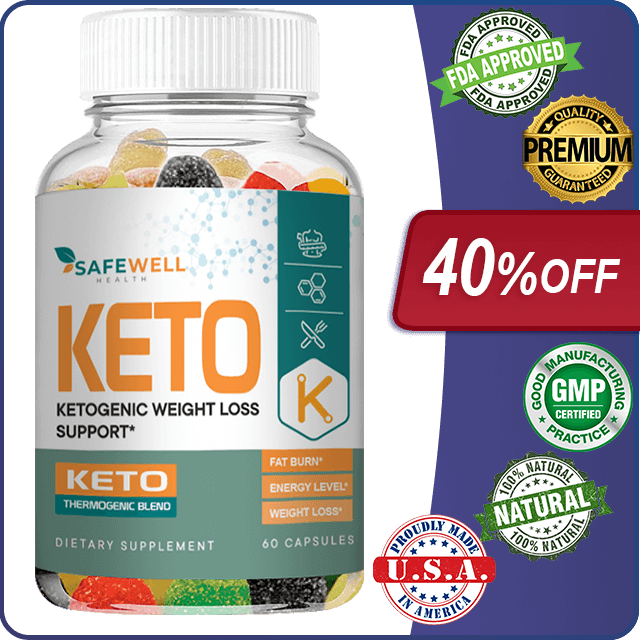 SAFEWELL
HEALTH
KETO
KETOGENIC WEIGHT LOSS
SUPPORT*
K
KETO
THERMOGENIC BLEND
FAT BURN*
ENERGY LEVEL*
WEIGHT LOSS*
DIETARY SUPPLEMENT
60 CAPSULES
FDA APPROVED
FDA APPROVED
FDA APPROVED
QUALITY
PREMIUM
GUARANTEED
40%OFF
GOOD MANUFACTURING
GMP
CERTIFIED
PRACTICE
100% NATURAL
NATURAL
100% NATURAL
PROUDLY MADE
U.S.A.
IN AMERICA